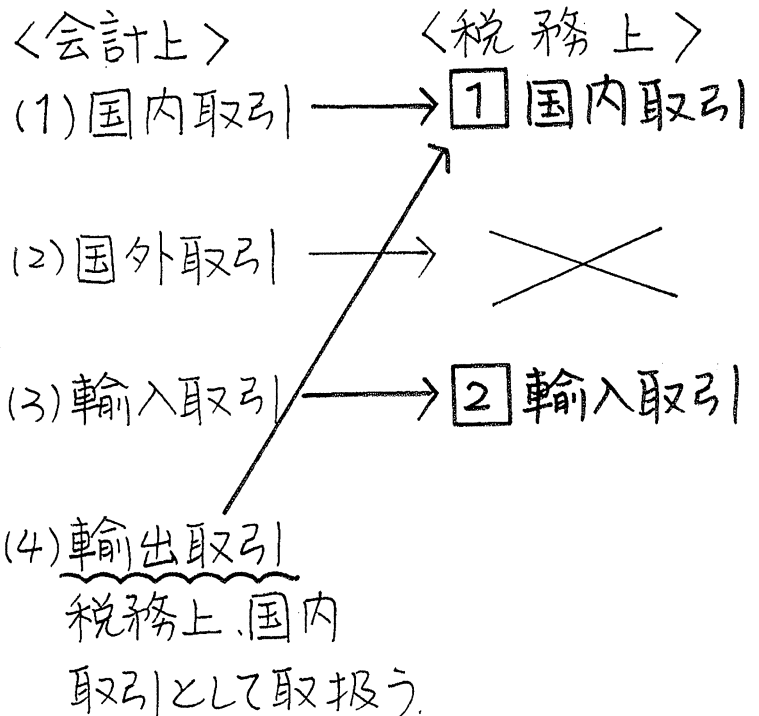 ＜会計上＞ ＜税務上＞
(1)国内取引 → 1 国内取引
(2)国外取引 →
(3)輸入取引 → 2 輸入取引
(4)輸出取引
税務上、国内
取引として取扱う.